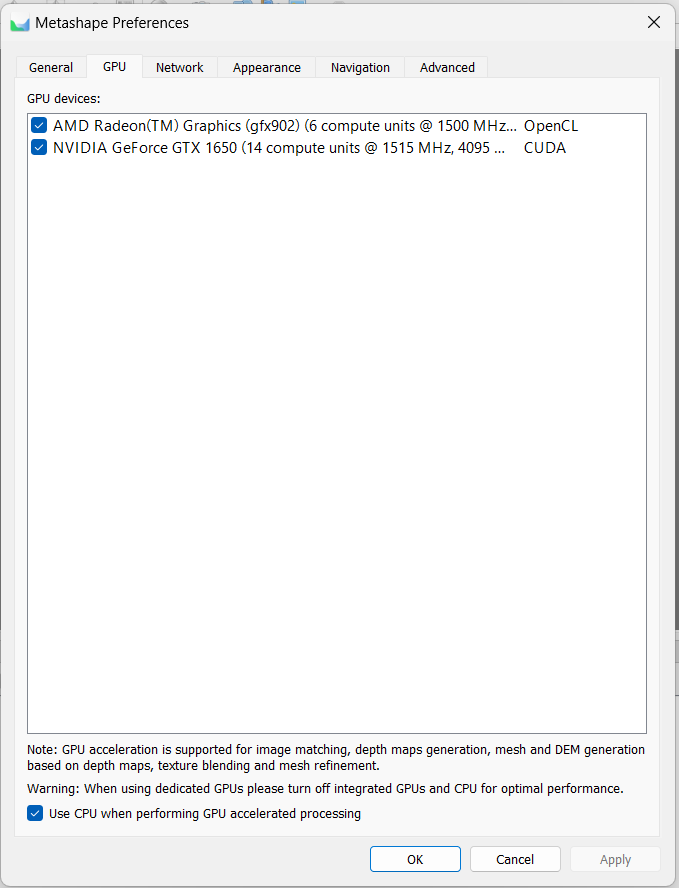 Metashape Preferences
General GPU Network Appearance Navigation Advanced
GPU devices:
AMD Radeon(TM) Graphics (gfx902) (6 compute units @ 1500 MHz... OpenCL
NVIDIA GeForce GTX 1650 (14 compute units @ 1515 MHz, 4095 ... CUDA
Note: GPU acceleration is supported for image matching, depth maps generation, mesh and DEM generation
based on depth maps, texture blending and mesh refinement.
Warning: When using dedicated GPUs please turn off integrated GPUs and CPU for optimal performance.
Use CPU when performing GPU accelerated processing
OK Cancel Apply